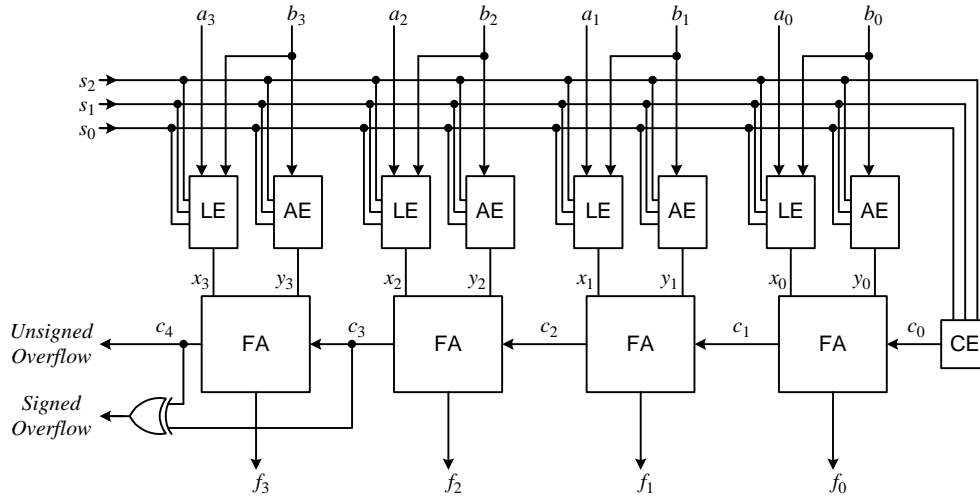 a3 b3 a2 b2 a1 b1 a0 b0
s2
s1
s0
LE AE LE AE LE AE LE AE
x3 y3 x2 y2 x1 y1 x0 y0
Unsigned
Overflow
c4 FA c3 FA c2 FA c1 FA c0 CE
Signed
Overflow
f3 f2 f1 f0